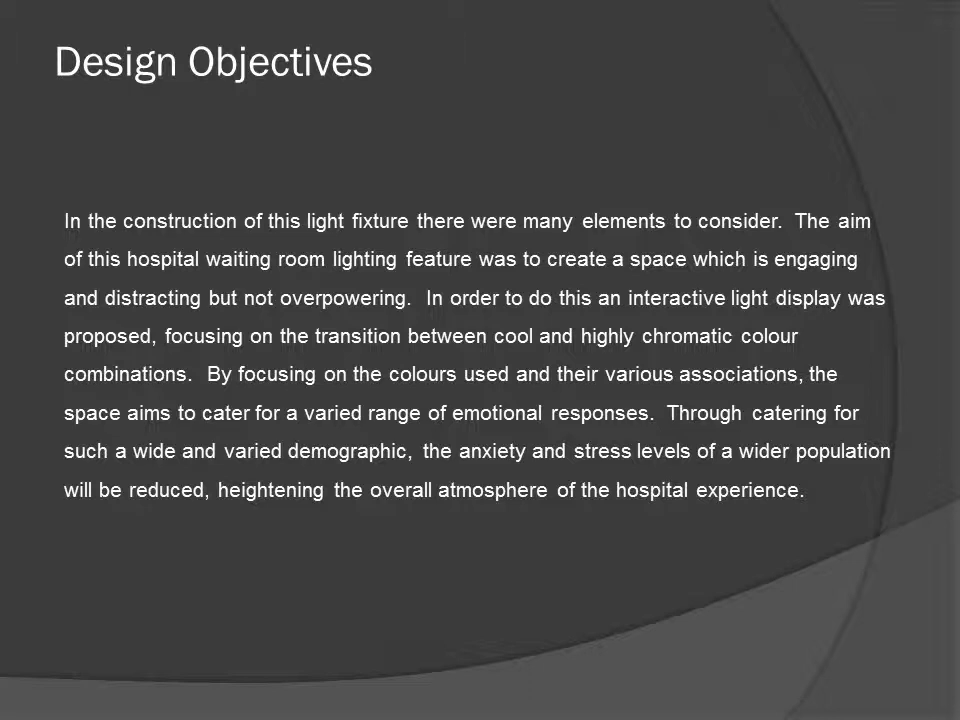 Design Objectives
In the construction of this light fixture there were many elements to consider.  The aim
of this hospital waiting room lighting feature was to create a space which is engaging
and distracting but not overpowering.  In order to do this an interactive light display was
proposed, focusing on the transition between cool and highly chromatic colour
combinations.  By focusing on the colours used and their various associations, the
space aims to cater for a varied range of emotional responses.  Through catering for
such a wide and varied demographic, the anxiety and stress levels of a wider population
will be reduced, heightening the overall atmosphere of the hospital experience.